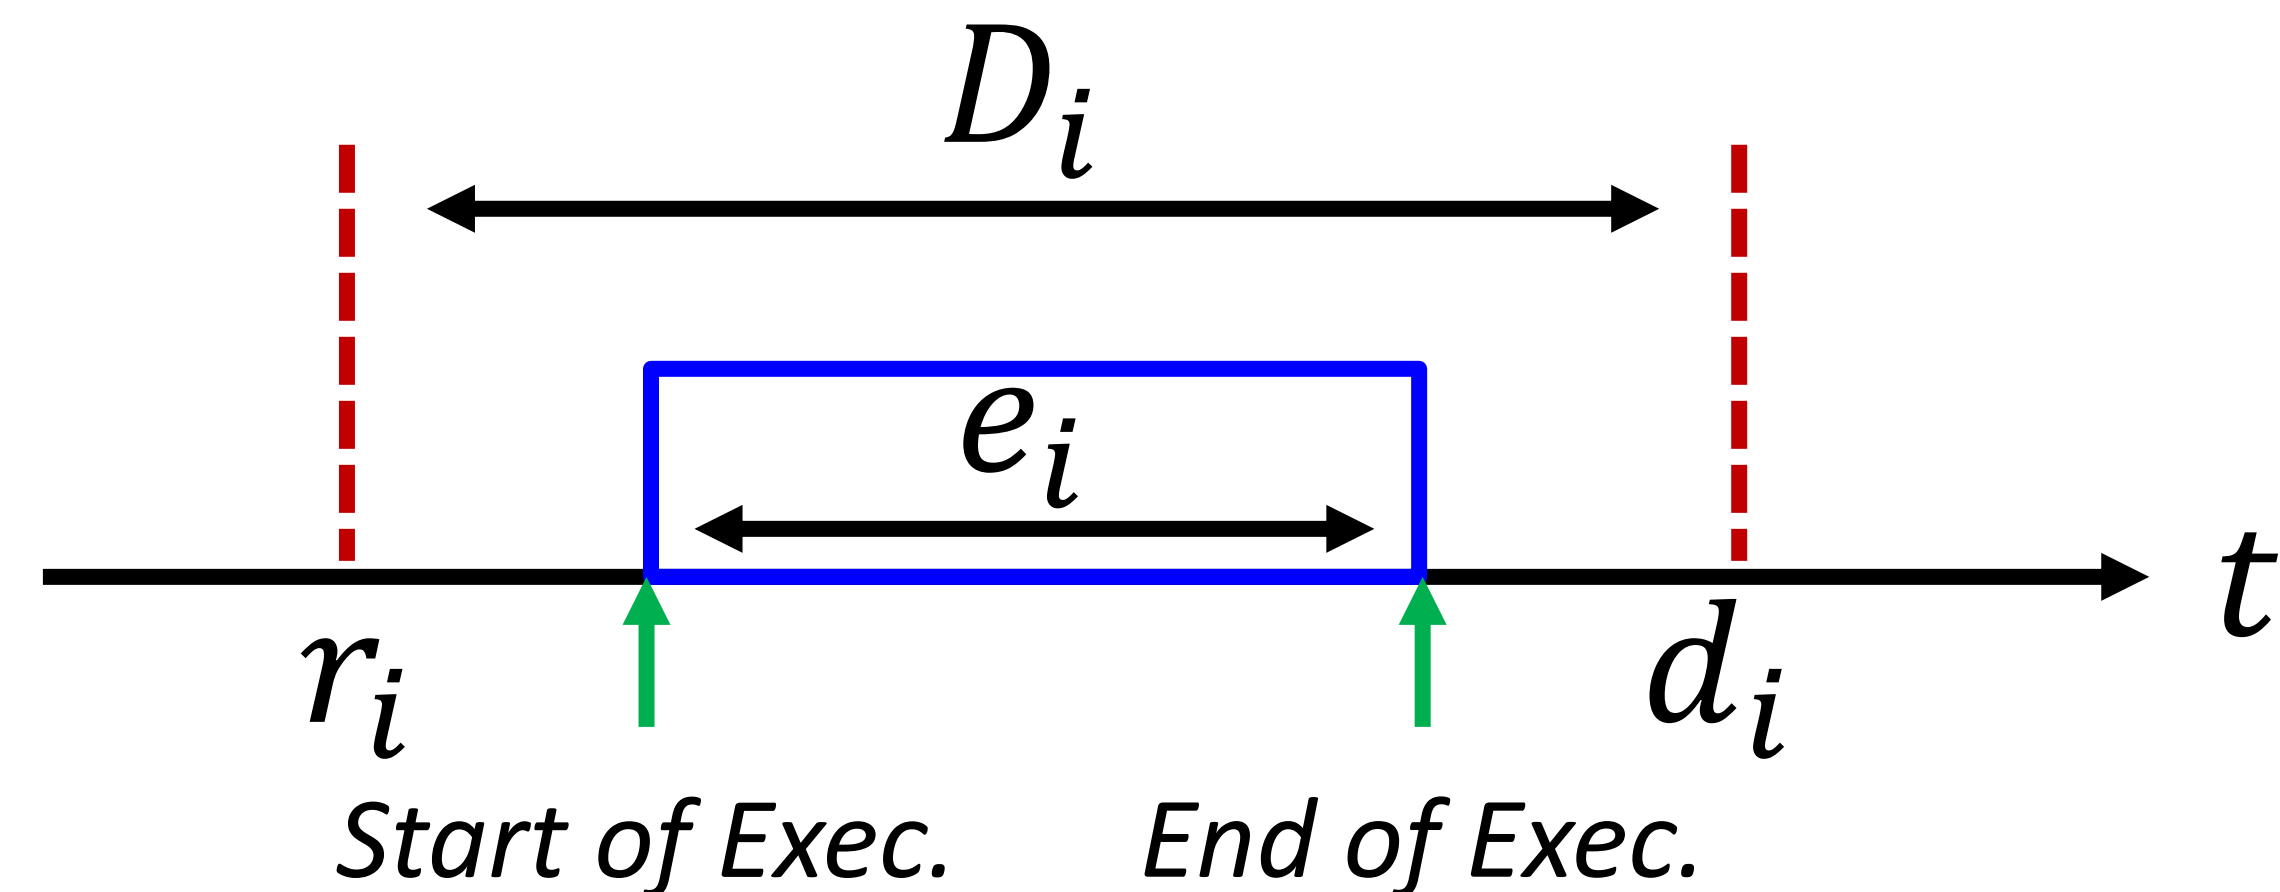 D_i
e_i
t
r_i
d_i
Start of Exec.
End of Exec.